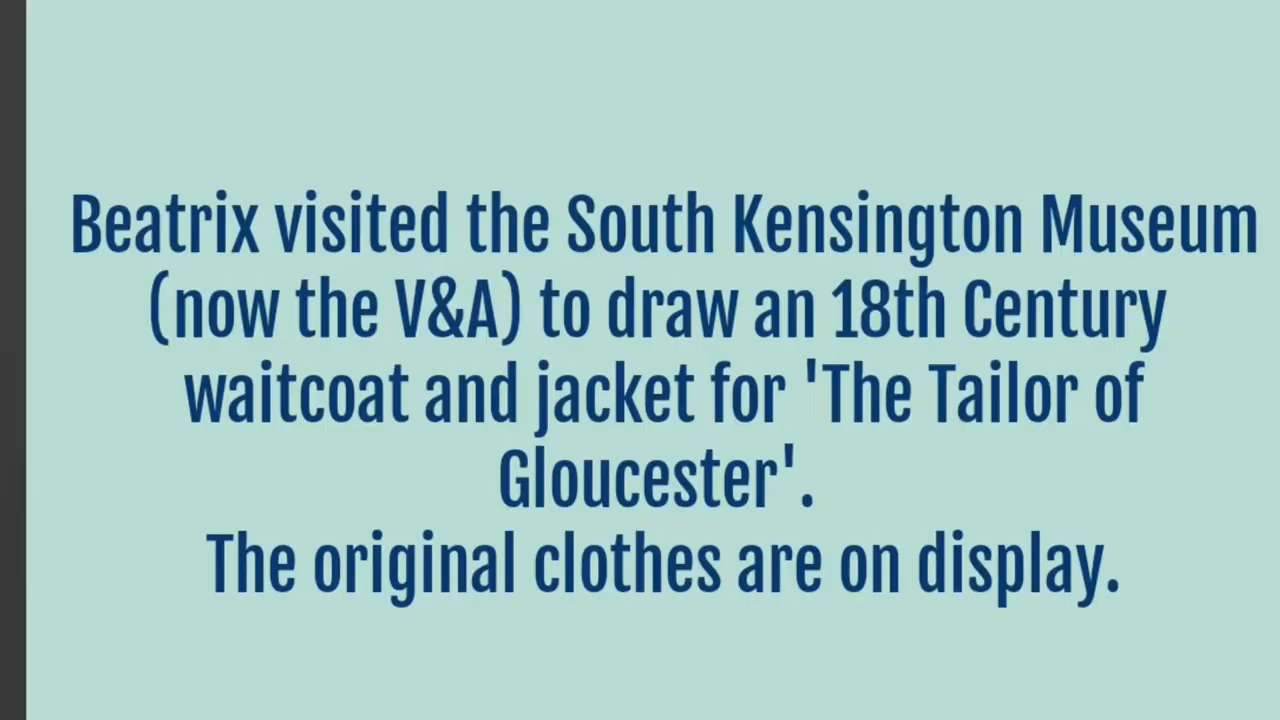 Beatrix visited the South Kensington Museum
(now the V&A) to draw an 18th Century
waitcoat and jacket for 'The Tailor of
Gloucester'.
The original clothes are on display.